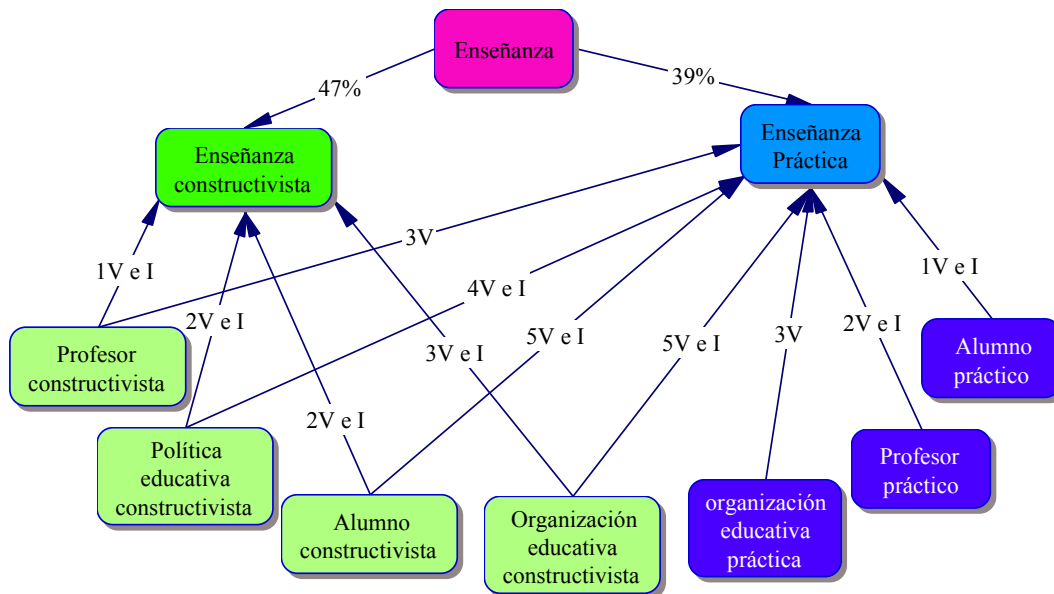 Enseñanza
47%
39%
Enseñanza
constructivista
Enseñanza
Práctica
3V
1V e I
1V e I
4V e I
2V e I
5V e I
5V e I
3V
2V e I
3V e I
2V e I
Profesor
constructivista
Alumno
práctico
Política
educativa
constructivista
Profesor
práctico
Alumno
constructivista
Organización
educativa
constructivista
organización
educativa
práctica